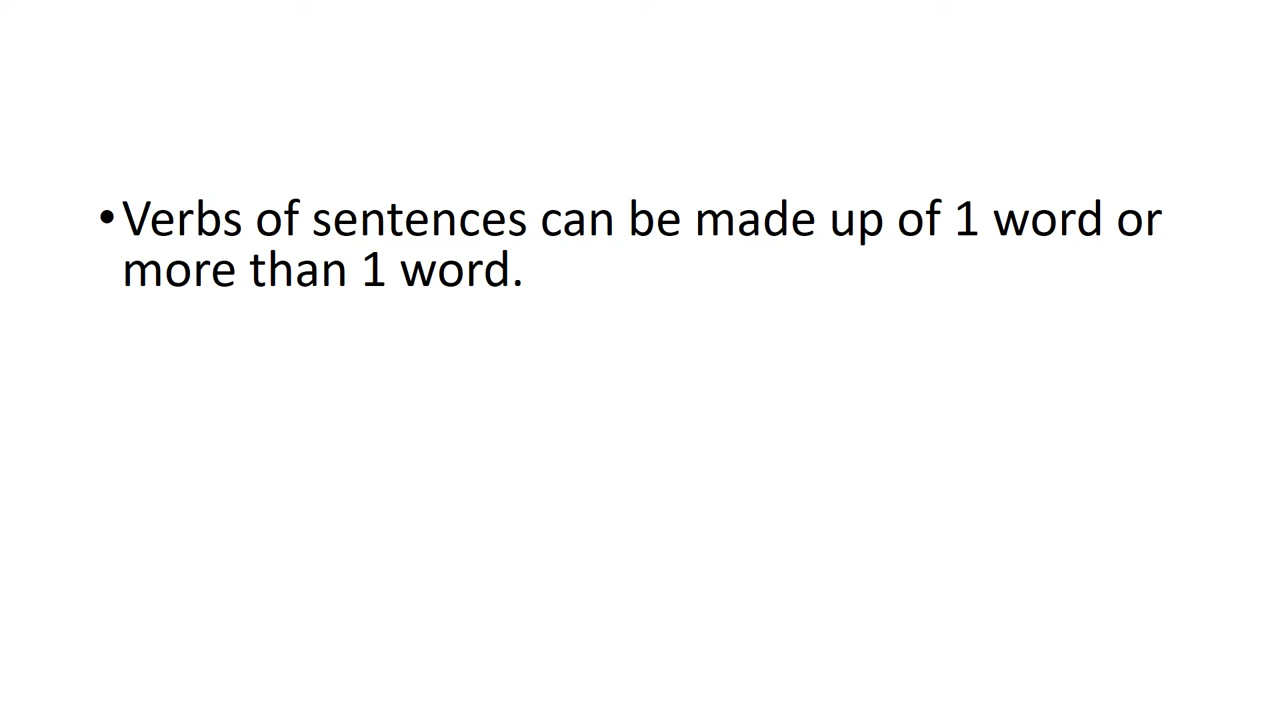 •Verbs of sentences can be made up of 1 word or
more than 1 word.